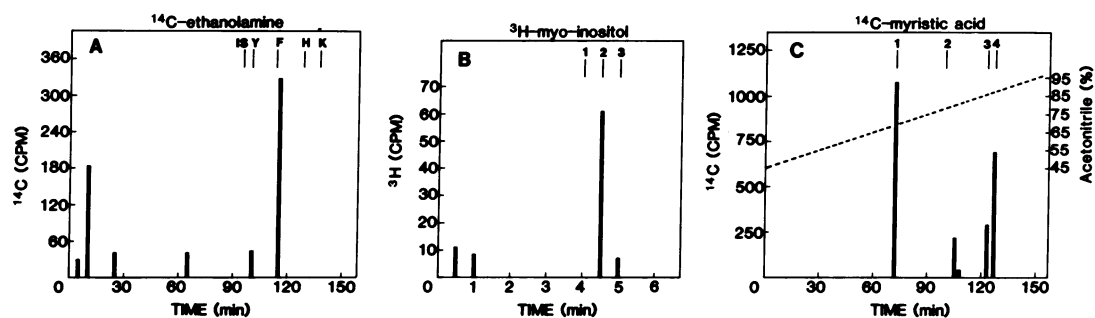 ¹⁴C-ethanolamine
A
IS Y F H K
360
300
240
180
120
60
0 30 60 90 120 150
¹⁴C (CPM)
TIME (min)
³H-myo-inositol
B
1 2 3
70
60
50
40
30
20
10
0 1 2 3 4 5 6
³H (CPM)
TIME (min)
¹⁴C-myristic acid
C
1 2 3 4
1250
1000
750
500
250
0 30 60 90 120 150
¹⁴C (CPM)
TIME (min)
95
85
75
65
55
45
Acetonitrile (%)